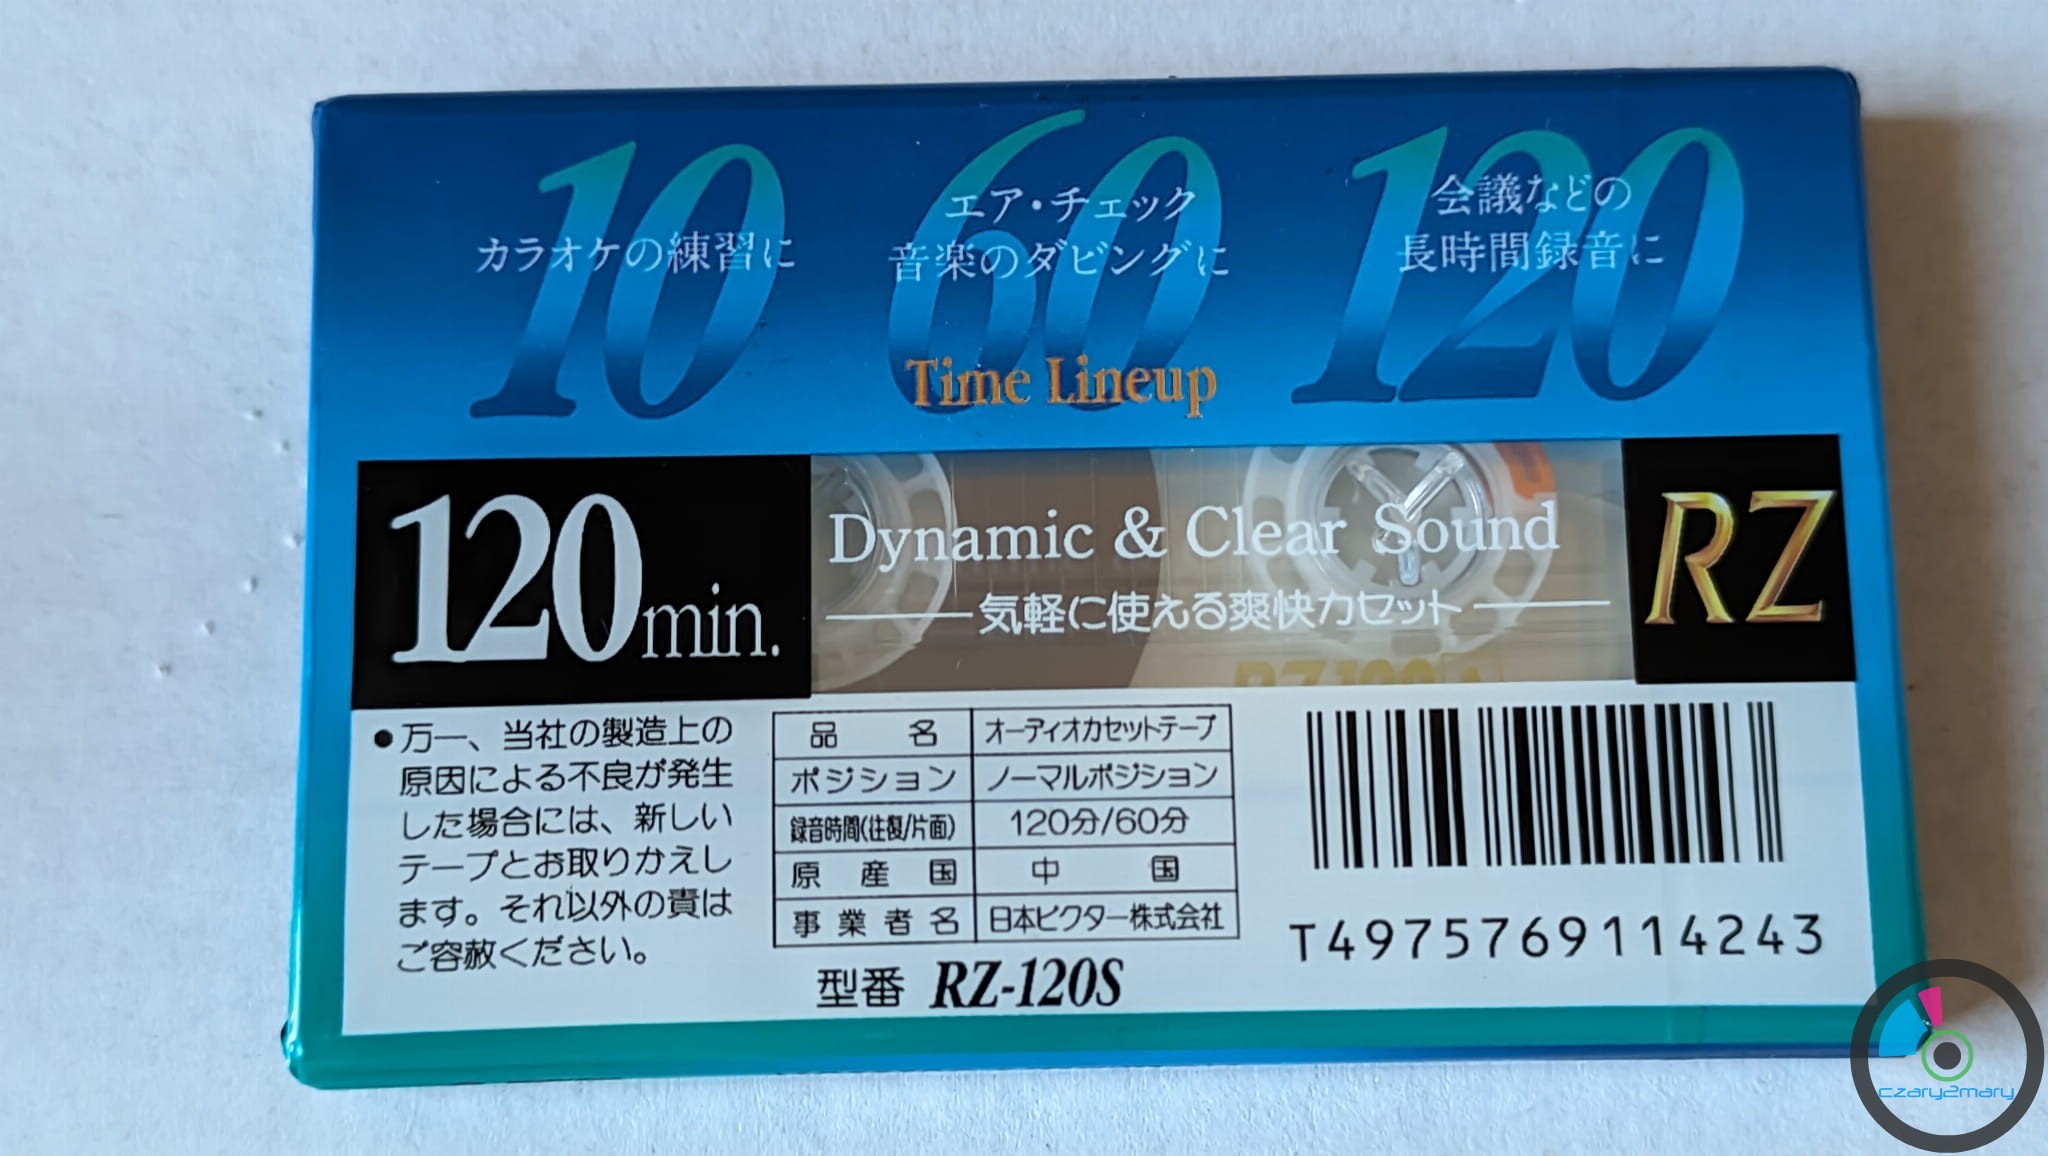 10
カラオケの練習に
60
エア・チェック
音楽のダビングに
120
会議などの
長時間録音に
Time Lineup
120min.
Dynamic & Clear Sound
気軽に使える爽快カセット
RZ
●万一、当社の製造上の
原因による不良が発生
した場合には、新しい
テープとお取りかえし
ます。それ以外の責は
ご容赦ください。
品名 オーディオカセットテープ
ポジション ノーマルポジション
録音時間(往復/片面) 120分/60分
原産国 中国
事業者名 日本ビクター株式会社
型番 RZ-120S
T4975769114243
czary2mary